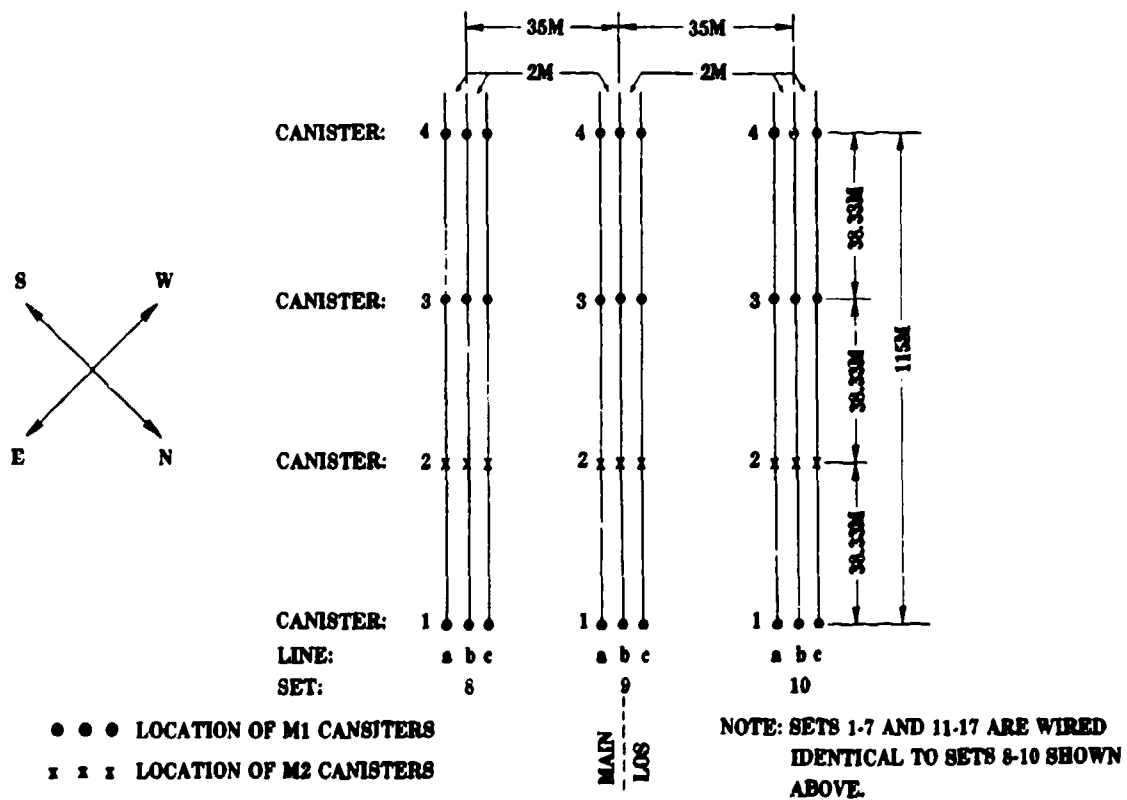 35M 35M
2M 2M
CANISTER: 4 4 4
38.33M
S W
CANISTER: 3 3 3
115M
38.33M
E N
CANISTER: 2 2 2
38.33M
CANISTER: 1 1 1
LINE: a b c a b c a b c
SET: 8 9 10
LOCATION OF M1 CANSITERS
x x x LOCATION OF M2 CANISTERS
MAIN LOS
NOTE: SETS 1-7 AND 11-17 ARE WIRED
IDENTICAL TO SETS 8-10 SHOWN
ABOVE.